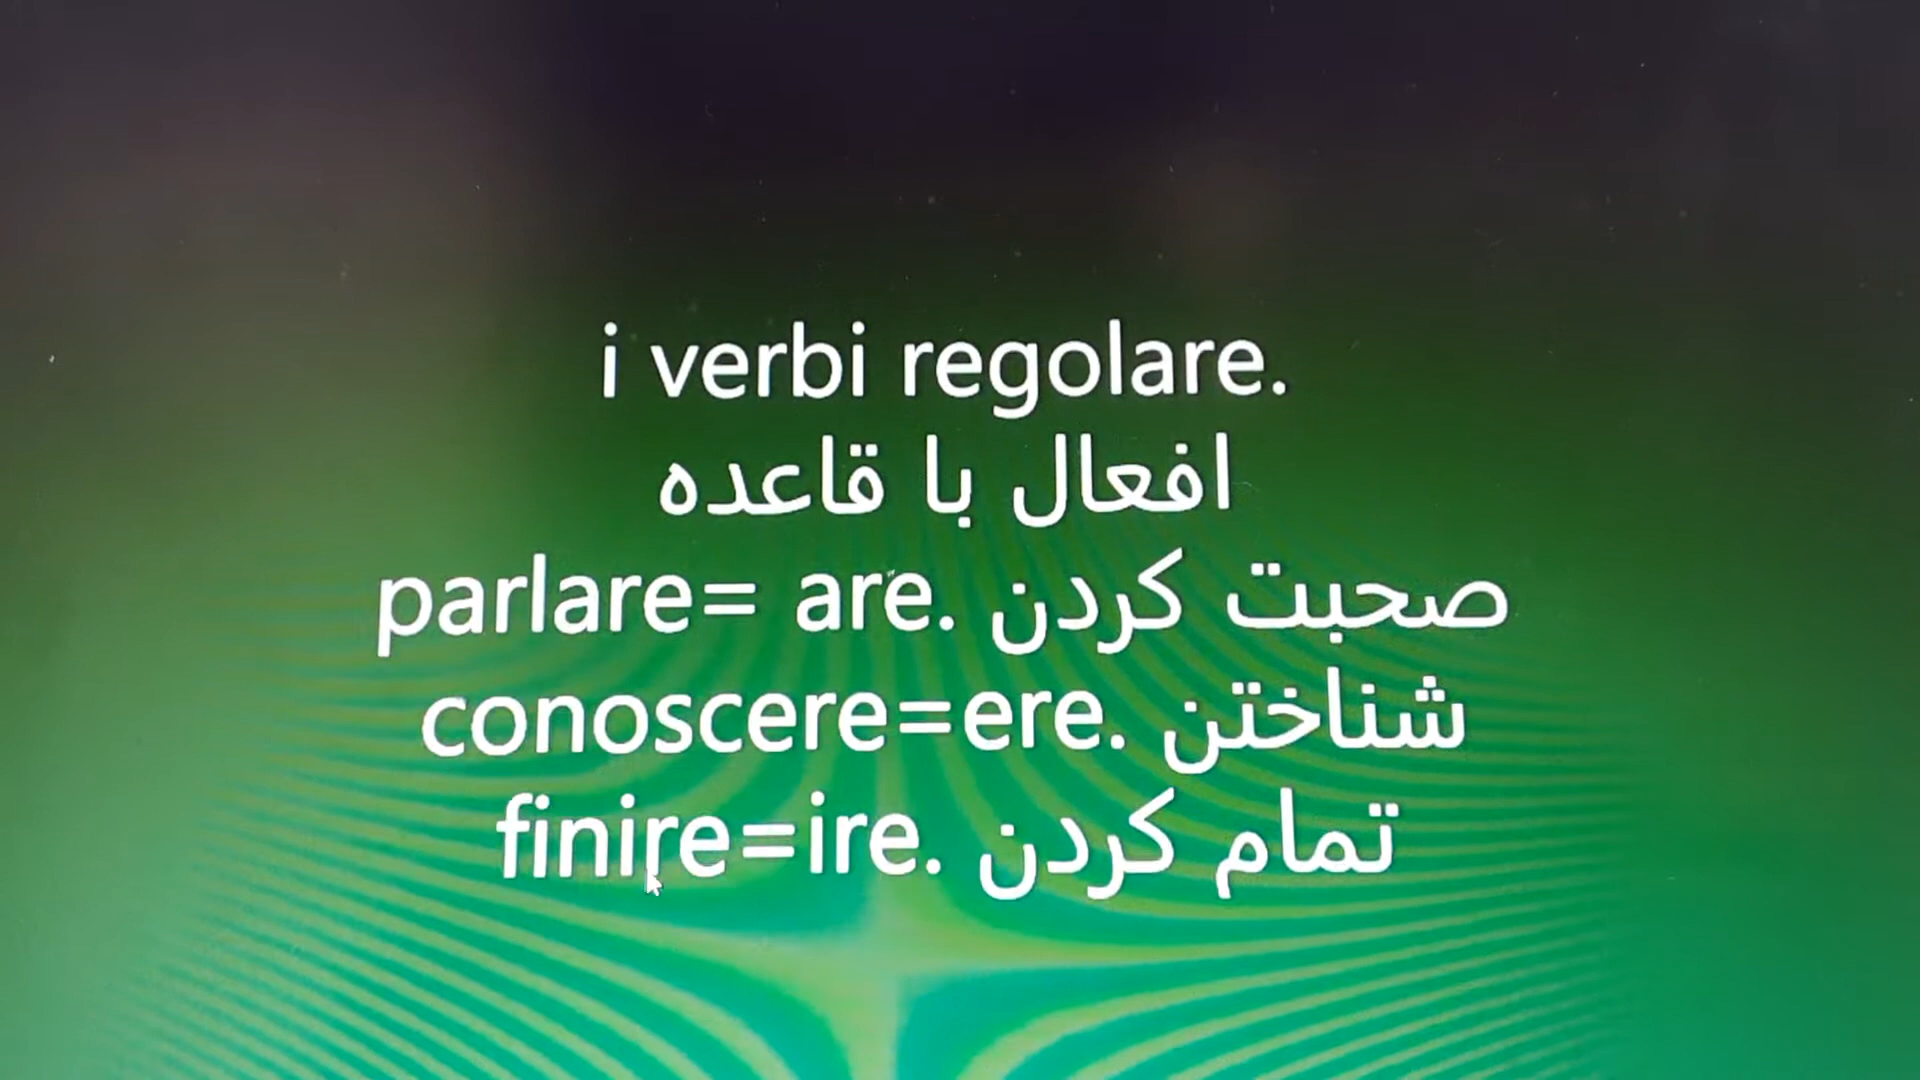 i verbi regolare.
افعال با قاعده
parlare= are. صحبت کردن
conoscere=ere. شناختن
finire=ire. تمام کردن